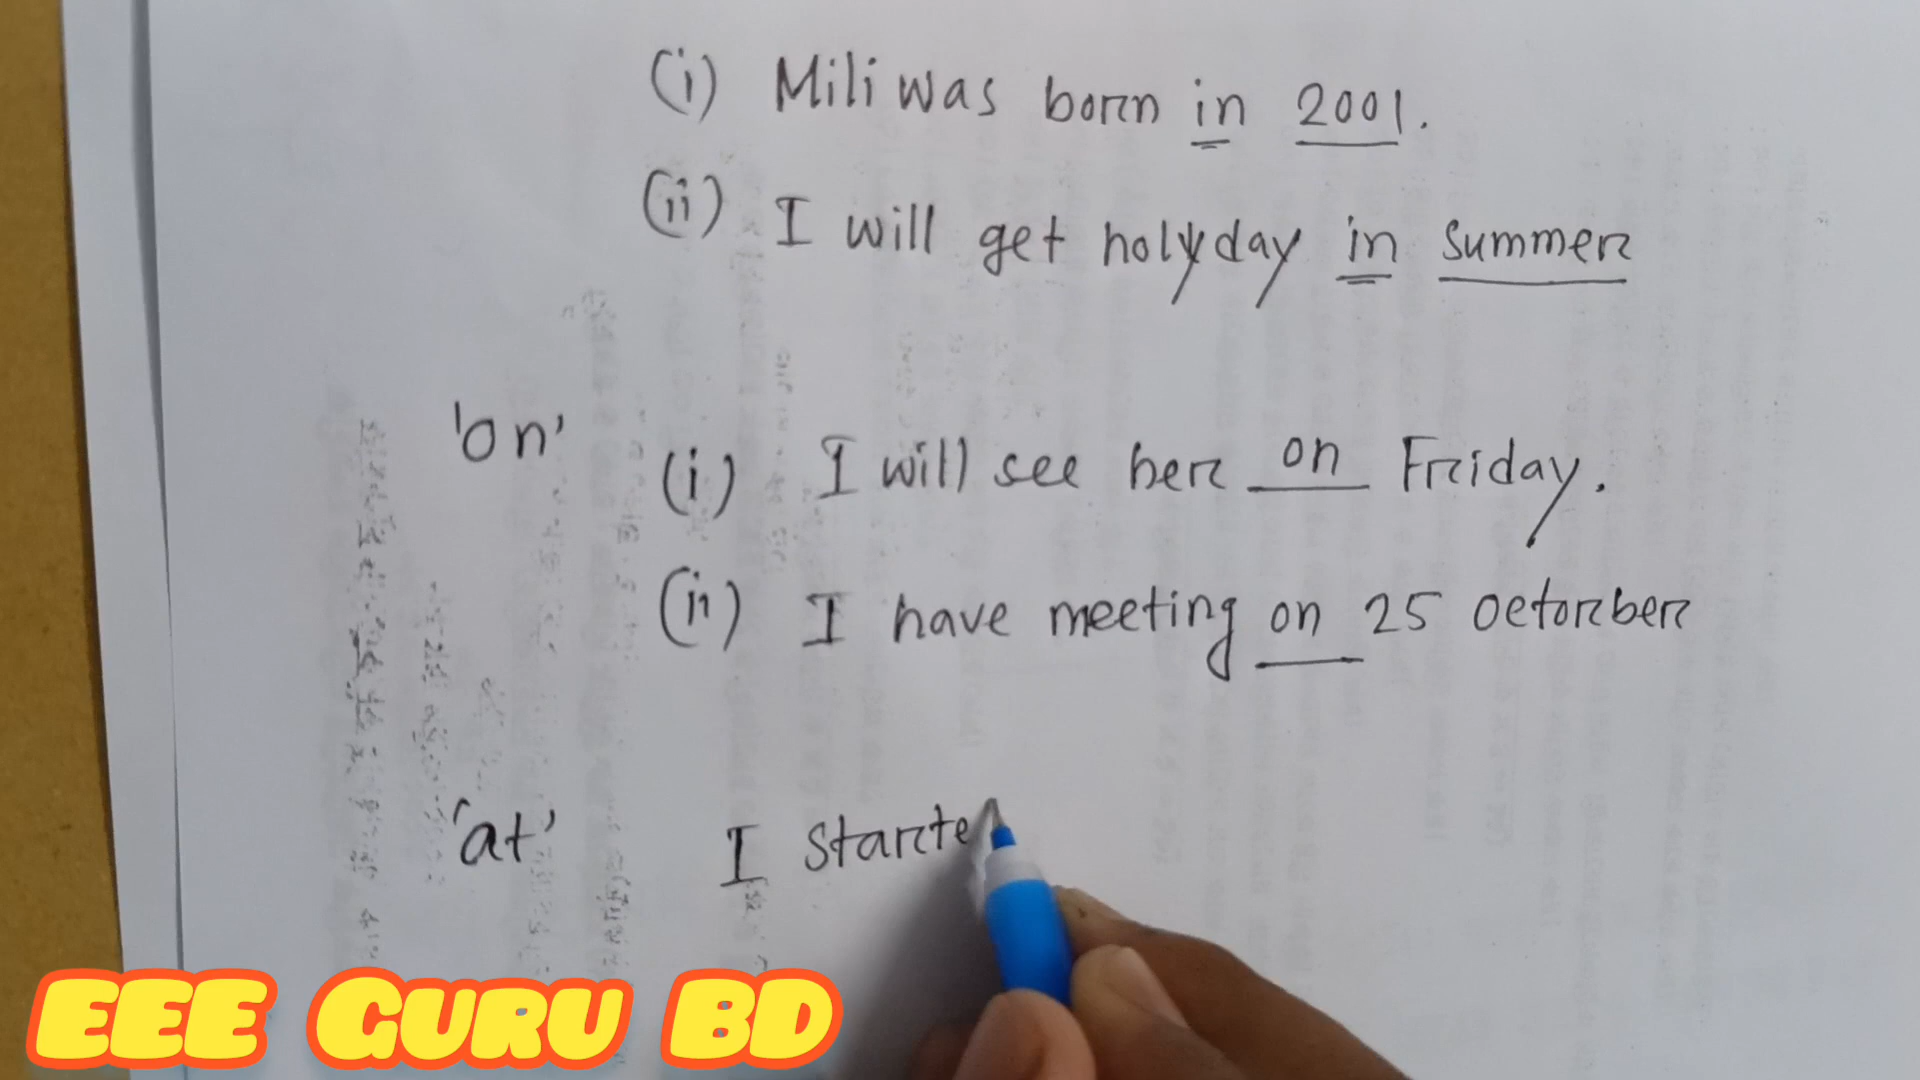 (i) Mili was born in 2001.
(ii) I will get holyday in summer
'on' (i) I will see her on Friday.
(ii) I have meeting on 25 Octorber
'at' I starte
EEE GURU BD